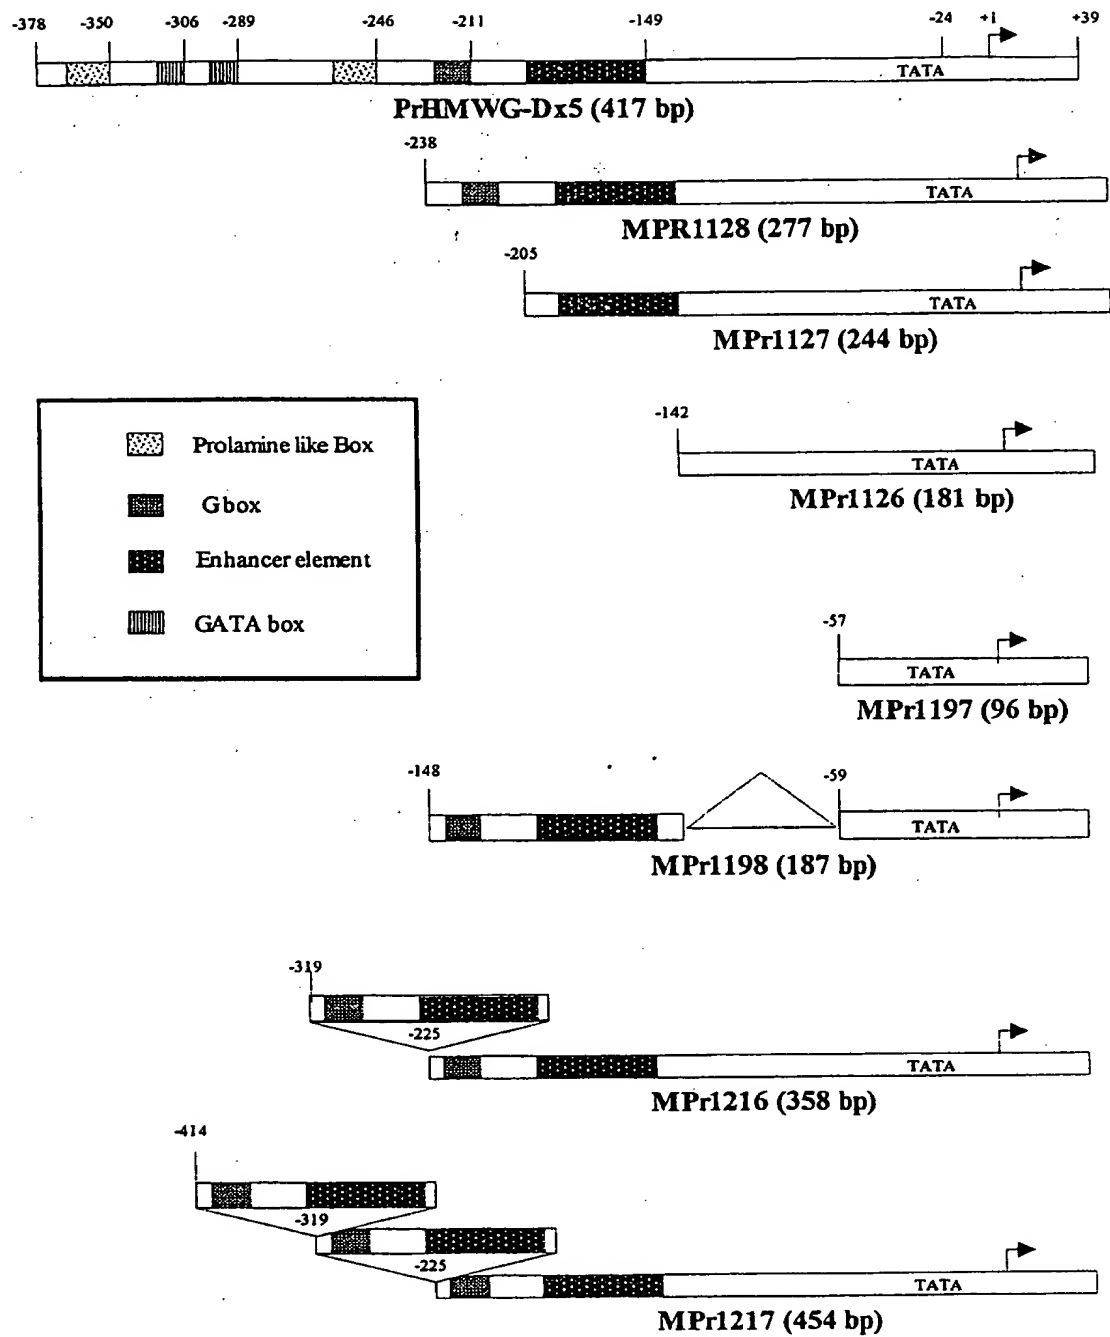 -378 -350 -306 -289 -246 -211 -149 -24 +1 +39
TATA
PrHMWG-Dx5 (417 bp)
-238
TATA
MPR1128 (277 bp)
-205
TATA
MPr1127 (244 bp)
-142
TATA
MPr1126 (181 bp)
Prolamine like Box
G box
Enhancer element
GATA box
-57
TATA
MPr1197 (96 bp)
-148 -59
TATA
MPr1198 (187 bp)
-319
-225
TATA
MPr1216 (358 bp)
-414
-319
-225
TATA
MPr1217 (454 bp)